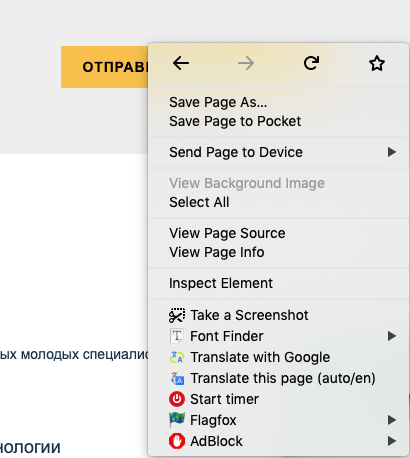 ОТПРАВ
Save Page As...
Save Page to Pocket
Send Page to Device
View Background Image
Select All
View Page Source
View Page Info
Inspect Element
Take a Screenshot
Font Finder
ых молодых специалис
Translate with Google
Translate this page (auto/en)
Start timer
Flagfox
нологии
AdBlock